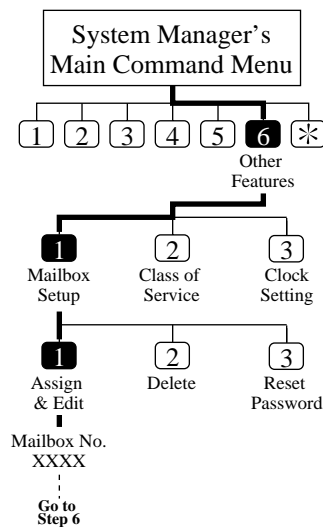 System Manager's
Main Command Menu
1 2 3 4 5 6 *
Other
Features
1 2 3
Mailbox Class of Clock
Setup Service Setting
1 2 3
Assign Delete Reset
& Edit Password
Mailbox No.
XXXX
Go to
Step 6